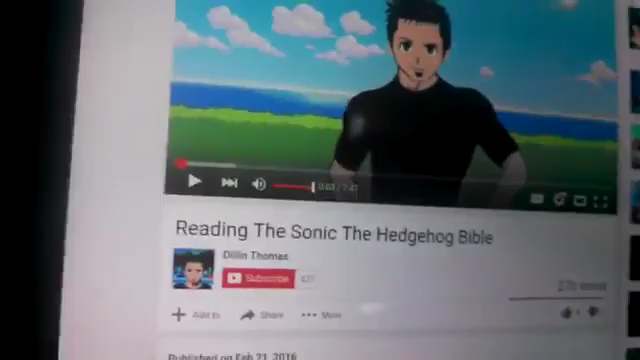 0:03 / 7:47
Reading The Sonic The Hedgehog Bible
Dillin Thomas
Subscribe
Add to Share More
Published on Feb 21, 2016